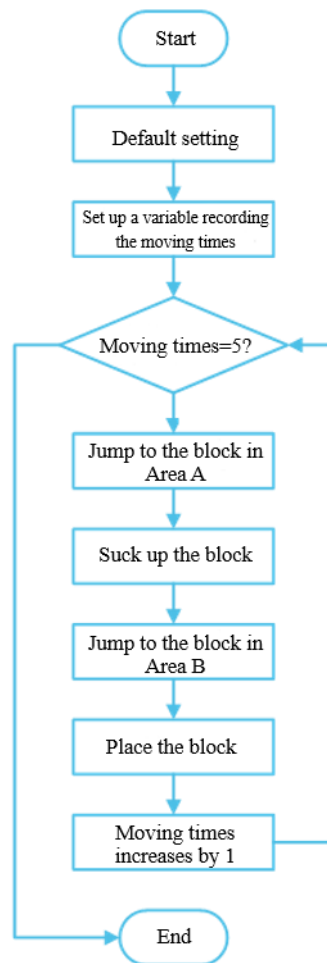 Start
Default setting
Set up a variable recording
the moving times
Moving times=5?
Jump to the block in
Area A
Suck up the block
Jump to the block in
Area B
Place the block
Moving times
increases by 1
End